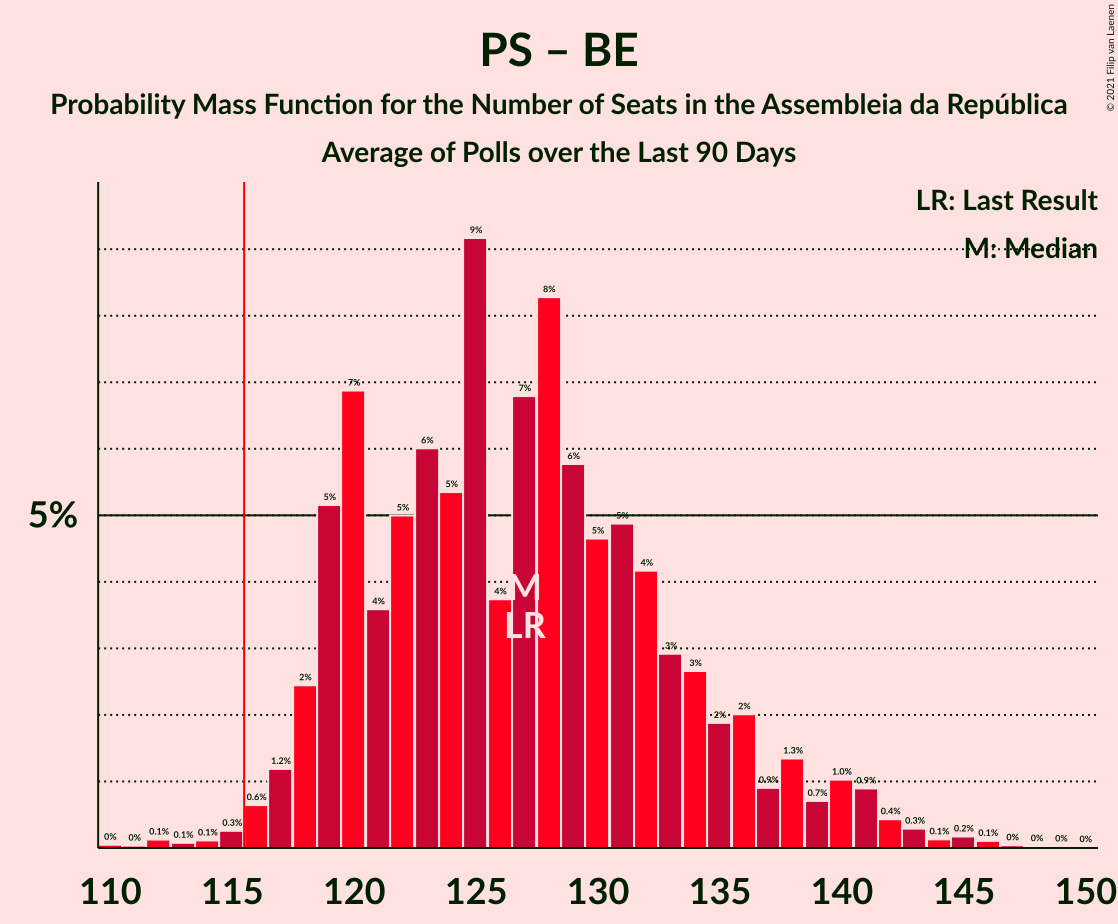 PS – BE
Probability Mass Function for the Number of Seats in the Assembleia da República
Average of Polls over the Last 90 Days
© 2021 Filip van Laenen
LR: Last Result
M: Median
5%
0% 0% 0.1% 0.1% 0.1% 0.3% 0.6% 1.2% 2% 5% 7% 4% 5% 6% 5% 9% 4% 7% 8% 6% 5% 5% 4% 3% 3% 2% 2% 0.9% 1.3% 0.7% 1.0% 0.9% 0.4% 0.3% 0.1% 0.2% 0.1% 0% 0% 0% 0%
M
LR
110 115 120 125 130 135 140 145 150